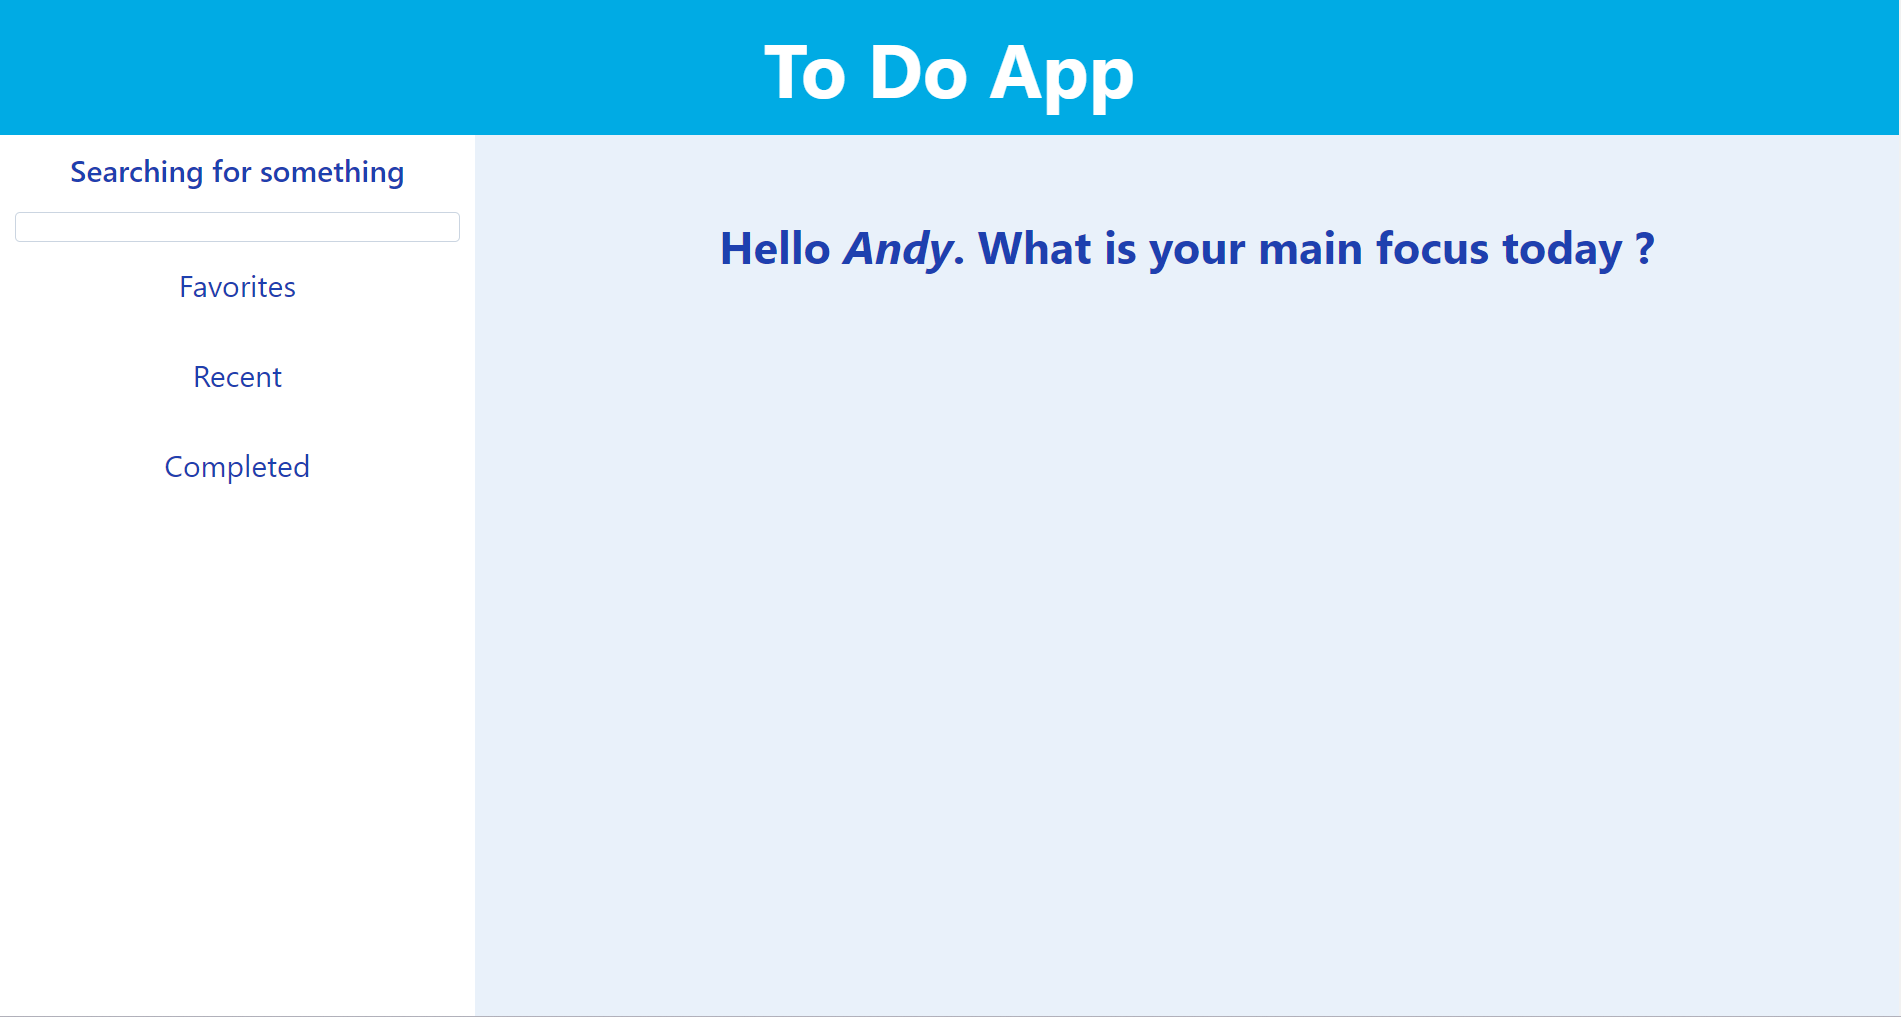 To Do App
Searching for something
Hello Andy. What is your main focus today ?
Favorites
Recent
Completed